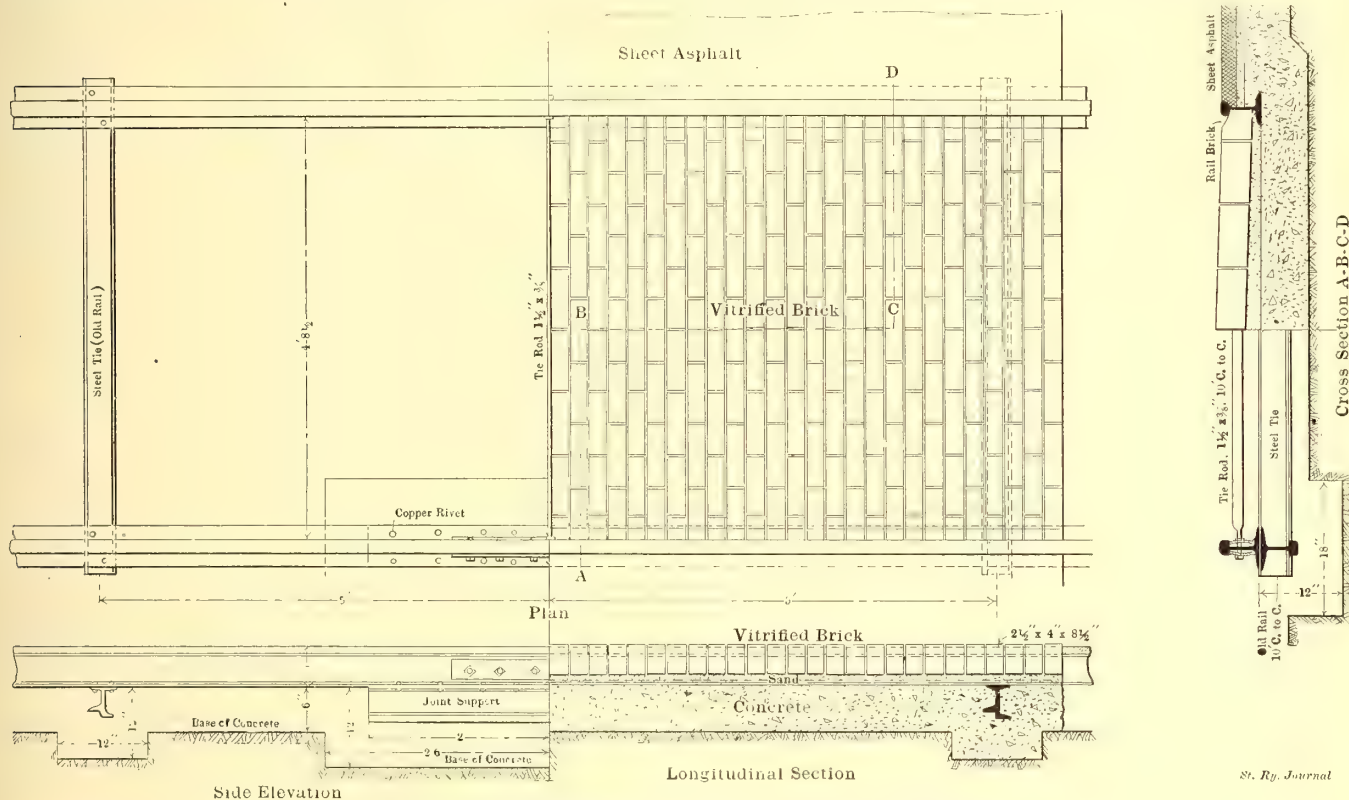 Sheet Asphalt
D
Steel Tie (Old Rail)
4'-8½"
Tie Rod 1½" x ⅜"
B
Vitrified Brick
C
Copper Rivet
A
5'
5'
Plan
Vitrified Brick
2½" x 4" x 8½"
Sand
Joint Support
Concrete
Base of Concrete
6"
12"
12"
2'
2'6"
Base of Concrete
Side Elevation
Longitudinal Section
Sheet Asphalt
Rail Brick
Tie Rod. 1½" x ⅜". 10' C. to C.
Steel Tie
18"
12"
Old Rail
10' C. to C.
Cross Section A-B-C-D
St. Ry. Journal